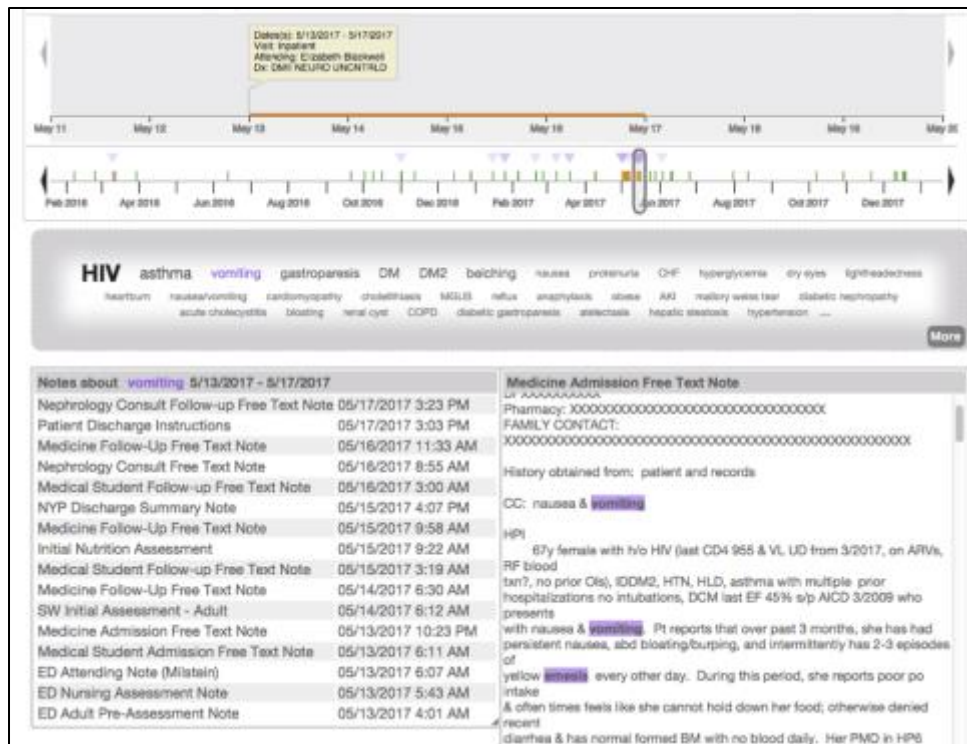 Dates(s): 5/13/2017 - 5/17/2017
Visit: Inpatient
Attending: Elizabeth Blackwell
Dx: DMII NEURO UNCNTRLD
May 11 May 12 May 13 May 14 May 17
Feb 2016 Apr 2016 Jun 2016 Aug 2016 Oct 2016 Dec 2016 Feb 2017 Apr 2017 Jun 2017 Aug 2017 Oct 2017 Dec 2017
HIV asthma vomiting gastroparesis DM DM2 belching nausea proteinuria CHF hyperglycemia dry eyes lightheadedness
heartburn nausea/vomiting cardiomyopathy cholelithiasis MGUS reflux anaphylaxis obese AKI mallory weiss tear diabetic nephropathy
acute cholecystitis bloating renal cyst COPD diabetic gastroparesis atelectasis hepatic steatosis hypertension ...
More
Notes about vomiting 5/13/2017 - 5/17/2017
Nephrology Consult Follow-up Free Text Note 05/17/2017 3:23 PM
Patient Discharge Instructions 05/17/2017 3:03 PM
Medicine Follow-Up Free Text Note 05/16/2017 11:33 AM
Nephrology Consult Free Text Note 05/16/2017 8:55 AM
Medical Student Follow-up Free Text Note 05/16/2017 3:00 AM
NYP Discharge Summary Note 05/15/2017 4:07 PM
Medicine Follow-Up Free Text Note 05/15/2017 9:58 AM
Initial Nutrition Assessment 05/15/2017 9:22 AM
Medical Student Follow-up Free Text Note 05/15/2017 3:19 AM
Medicine Follow-Up Free Text Note 05/14/2017 6:30 AM
SW Initial Assessment - Adult 05/14/2017 6:12 AM
Medicine Admission Free Text Note 05/13/2017 10:23 PM
Medical Student Admission Free Text Note 05/13/2017 6:11 AM
ED Attending Note (Milstein) 05/13/2017 6:07 AM
ED Nursing Assessment Note 05/13/2017 5:43 AM
ED Adult Pre-Assessment Note 05/13/2017 4:01 AM
Medicine Admission Free Text Note
Pharmacy: XXXXXXXXXXXXXXXXXXXXXXXXXXXXXXXXXX
FAMILY CONTACT:
XXXXXXXXXXXXXXXXXXXXXXXXXXXXXXXXXXXXXXXXXXXXXXXXXXXXXX
History obtained from: patient and records
CC: nausea & vomiting
HPI
67y female with h/o HIV (last CD4 955 & VL UD from 3/2017, on ARVs,
RF blood
txn?, no prior OIs), IDDM2, HTN, HLD, asthma with multiple prior
hospitalizations no intubations, DCM last EF 45% s/p AICD 3/2009 who
presents
with nausea & vomiting. Pt reports that over past 3 months, she has had
persistent nausea, abd bloating/burping, and intermittently has 2-3 episodes
of
yellow emesis every other day. During this period, she reports poor po
intake
& often times feels like she cannot hold down her food; otherwise denied
recent
diarrhea & has normal formed BM with no blood daily. Her PMD in HP6